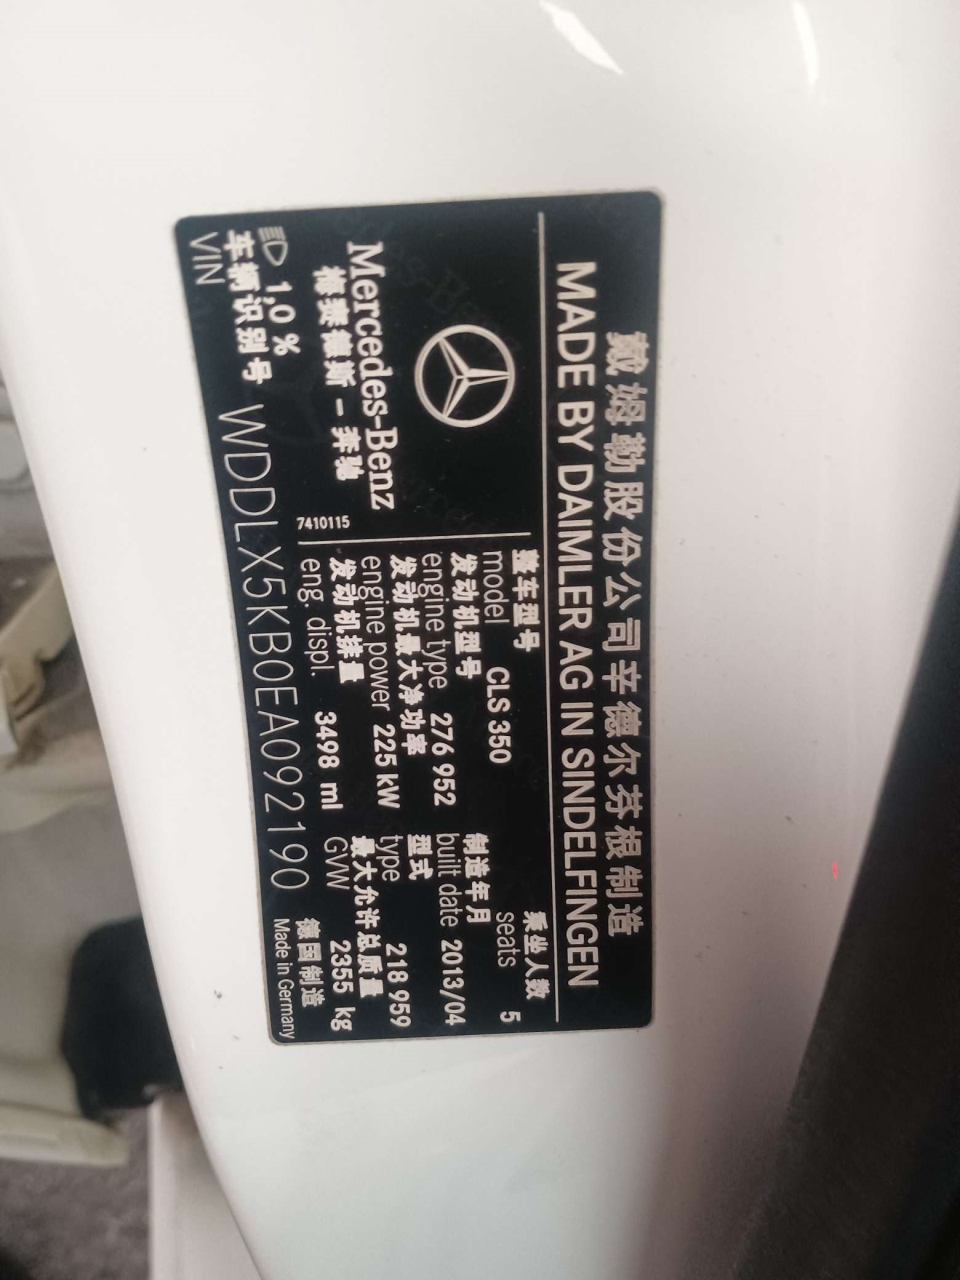 戴姆勒股份公司辛德尔芬根制造
MADE BY DAIMLER AG IN SINDELFINGEN
Mercedes-Benz
梅赛德斯-奔驰
7410115
整车型号
model CLS 350
乘坐人数
seats 5
发动机型号
engine type 276 952
制造年月
built date 2013/04
发动机最大净功率
engine power 225 kW
型式
type 218 959
发动机排量
eng. displ. 3498 ml
最大允许总质量
GVW 2355 kg
1,0 %
车辆识别号
VIN WDDLX5KB0EA092190
德国制造
Made in Germany